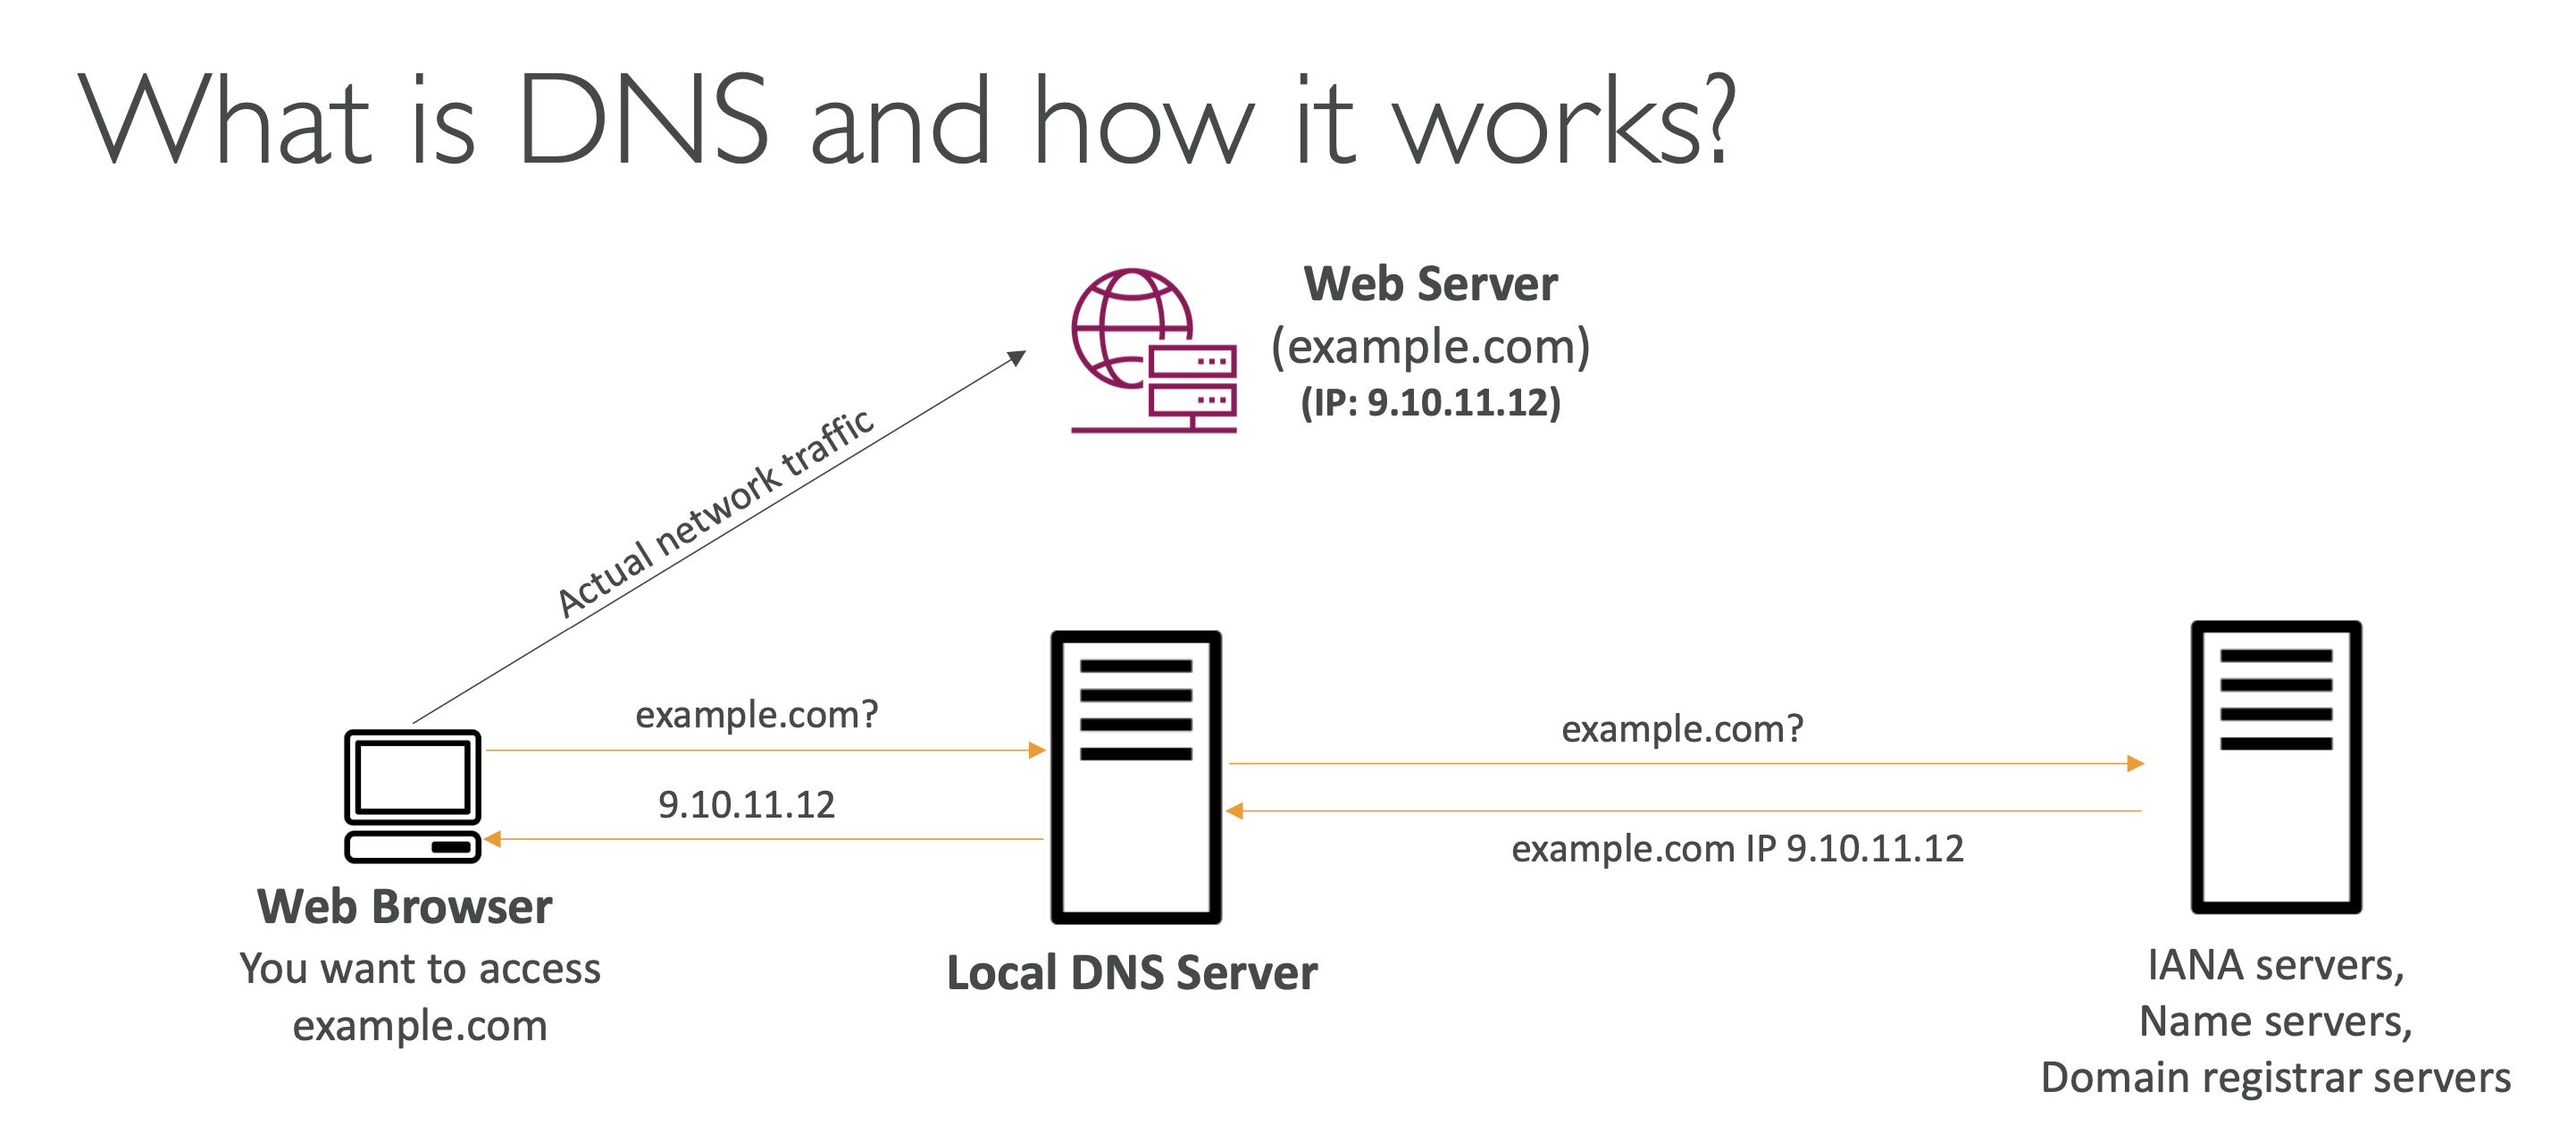 What is DNS and how it works?
Web Server
(example.com)
(IP: 9.10.11.12)
Actual network traffic
example.com?
9.10.11.12
example.com?
example.com IP 9.10.11.12
Web Browser
You want to access
example.com
Local DNS Server
IANA servers,
Name servers,
Domain registrar servers